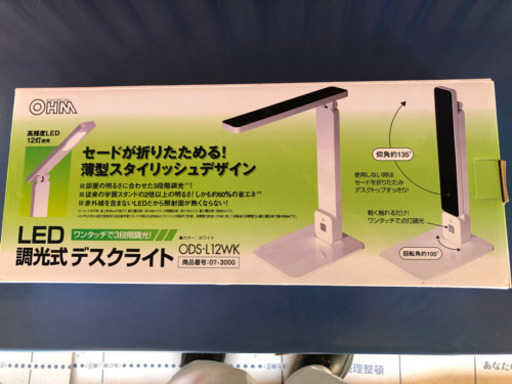 OHM
高輝度LED
12灯使用
セードが折りたためる!
薄型スタイリッシュデザイン
※部屋の明るさに合わせた3段階調光
※従来の学習スタンドの2倍以上の明るさ!しかも約60%の省エネ
※赤外線を含まないLEDだから照射面が熱くならない!
LED
ワンタッチで3段階調光!
調光式デスクライト
●カラー:ホワイト
ODS-L12WK
商品番号:07-3000
仰角約135°
使用しない時は
セードを折りたたみ
デスクトップすっきり!
軽く触れるだけ!
ワンタッチで点灯調光
回転角約105°
理整頓
あなた